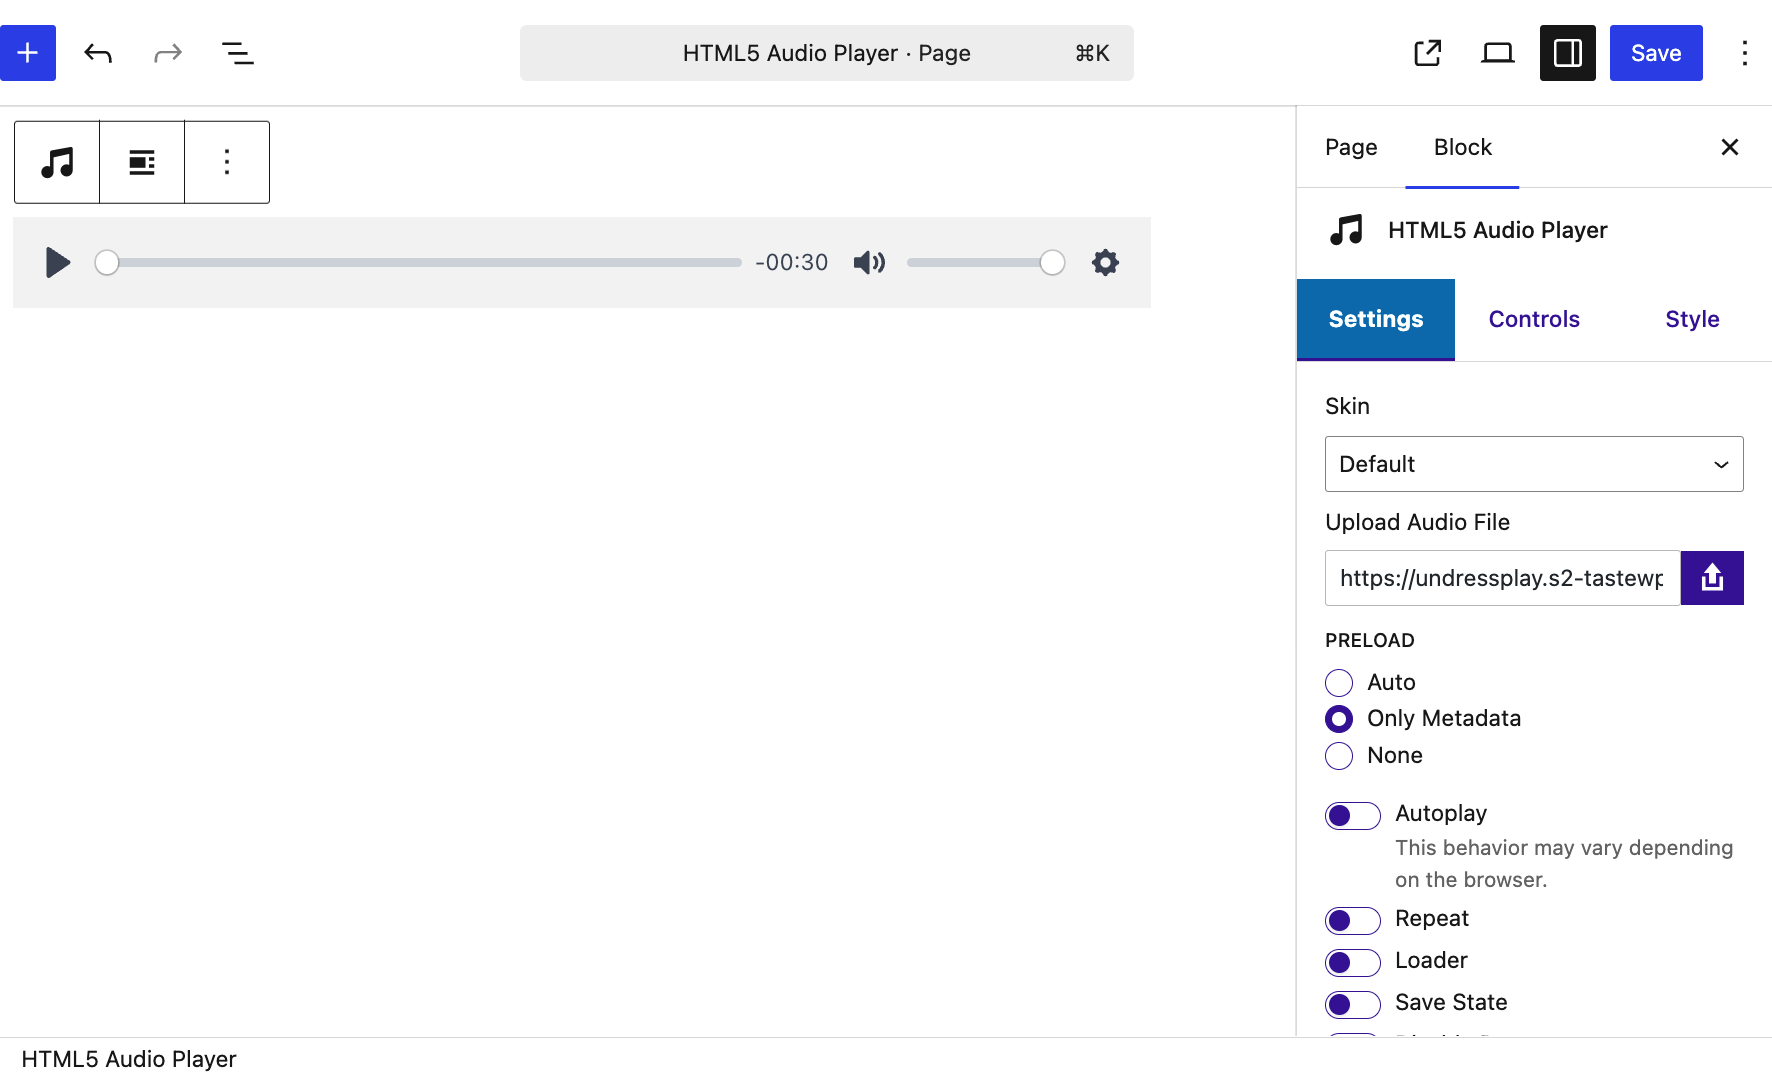 HTML5 Audio Player · Page ⌘K
Save
Page Block
HTML5 Audio Player
-00:30
Settings Controls Style
Skin
Default
Upload Audio File
https://undressplay.s2-tastewp
PRELOAD
Auto
Only Metadata
None
Autoplay
This behavior may vary depending
on the browser.
Repeat
Loader
Save State
HTML5 Audio Player